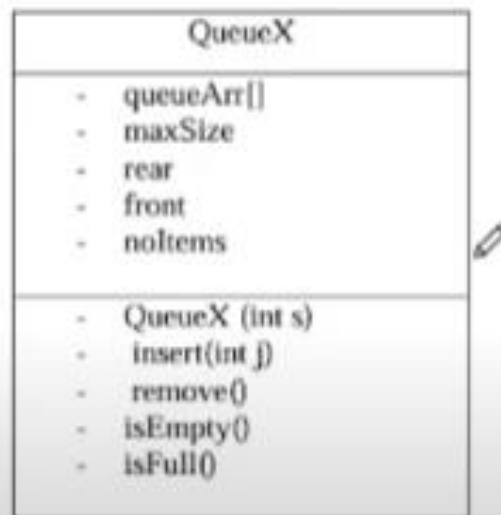 QueueX
- queueArr[]
- maxSize
- rear
- front
- noItems
- QueueX (int s)
- insert(int j)
- remove()
- isEmpty()
- isFull()